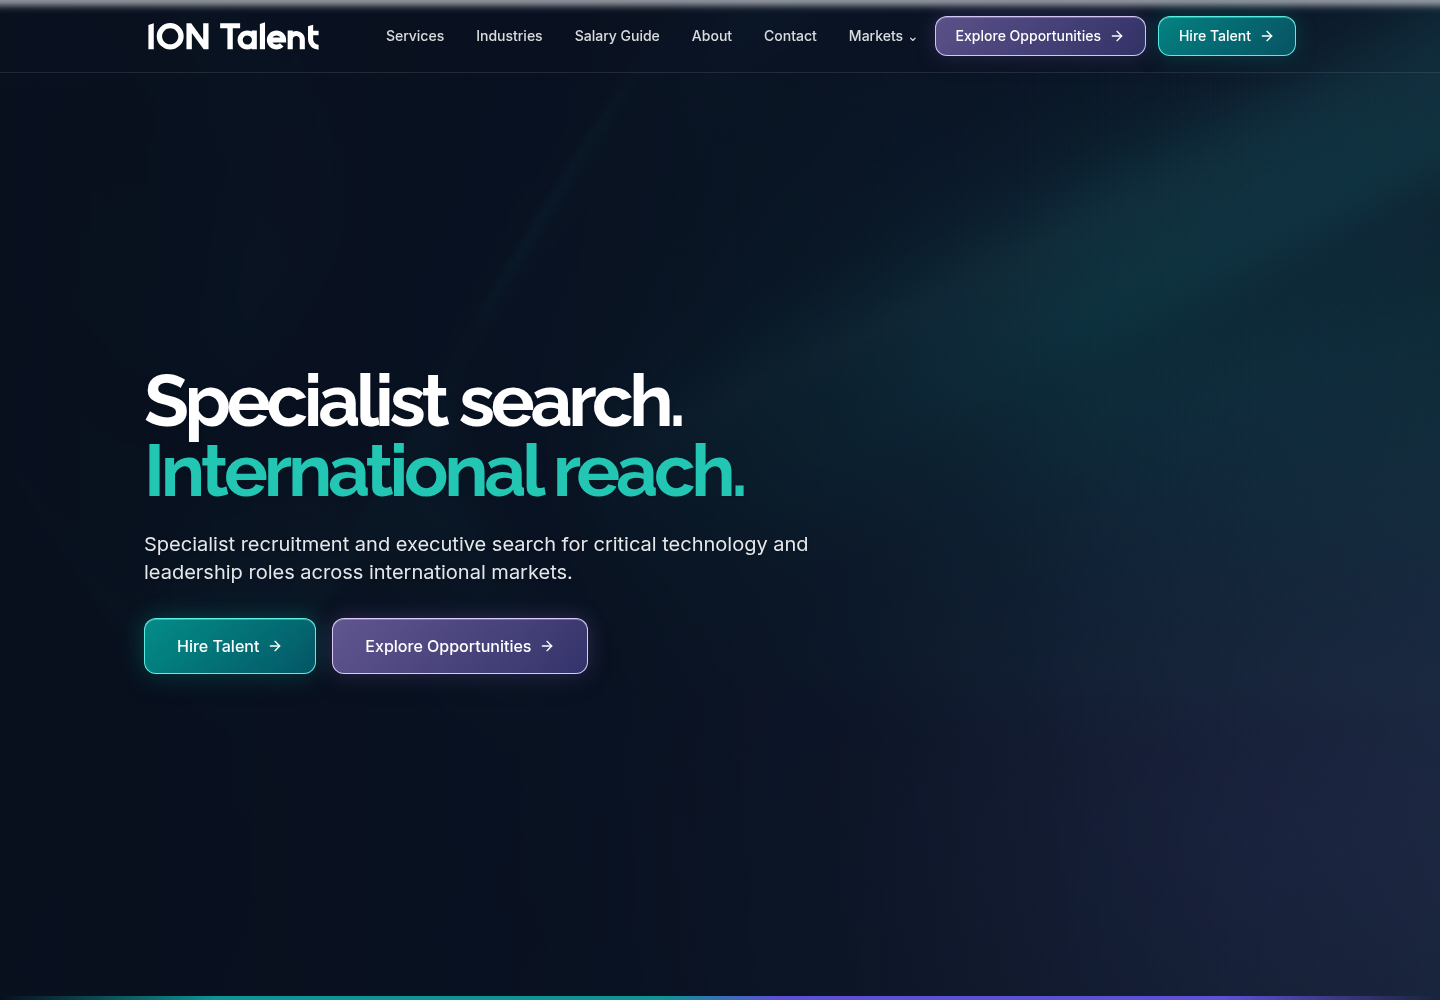 ION Talent
Services
Industries
Salary Guide
About
Contact
Markets
Explore Opportunities →
Hire Talent →
Specialist search.
International reach.
Specialist recruitment and executive search for critical technology and
leadership roles across international markets.
Hire Talent →
Explore Opportunities →